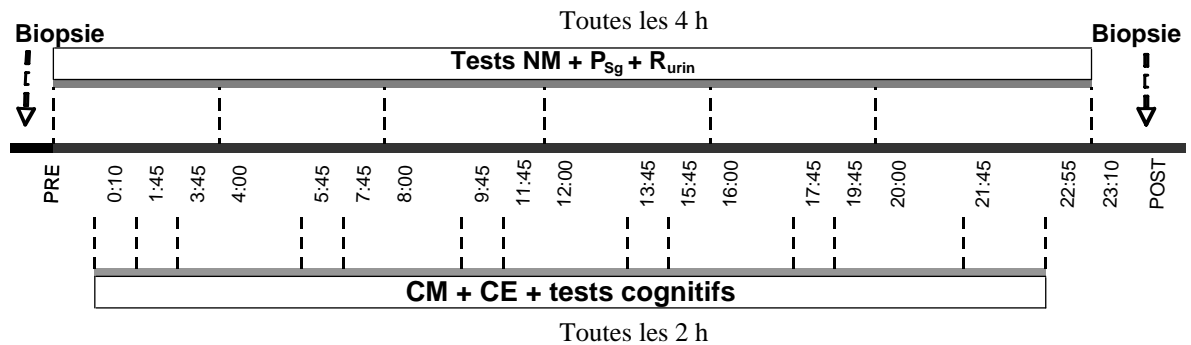 Toutes les 4 h
Biopsie
Biopsie
Tests NM + PSg + Rurin
PRE
0:10
1:45
3:45
4:00
5:45
7:45
8:00
9:45
11:45
12:00
13:45
15:45
16:00
17:45
19:45
20:00
21:45
22:55
23:10
POST
CM + CE + tests cognitifs
Toutes les 2 h